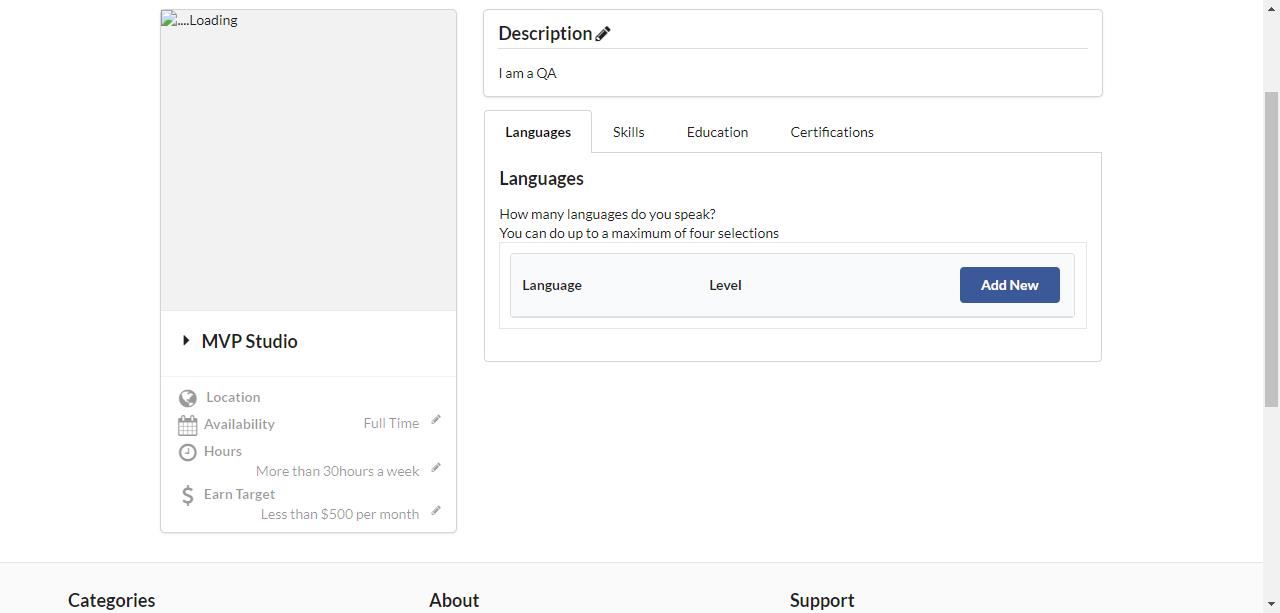 ....Loading
MVP Studio
Location
Availability Full Time
Hours
More than 30hours a week
Earn Target
Less than $500 per month
Description
I am a QA
Languages Skills Education Certifications
Languages
How many languages do you speak?
You can do up to a maximum of four selections
Language Level Add New
Categories About Support